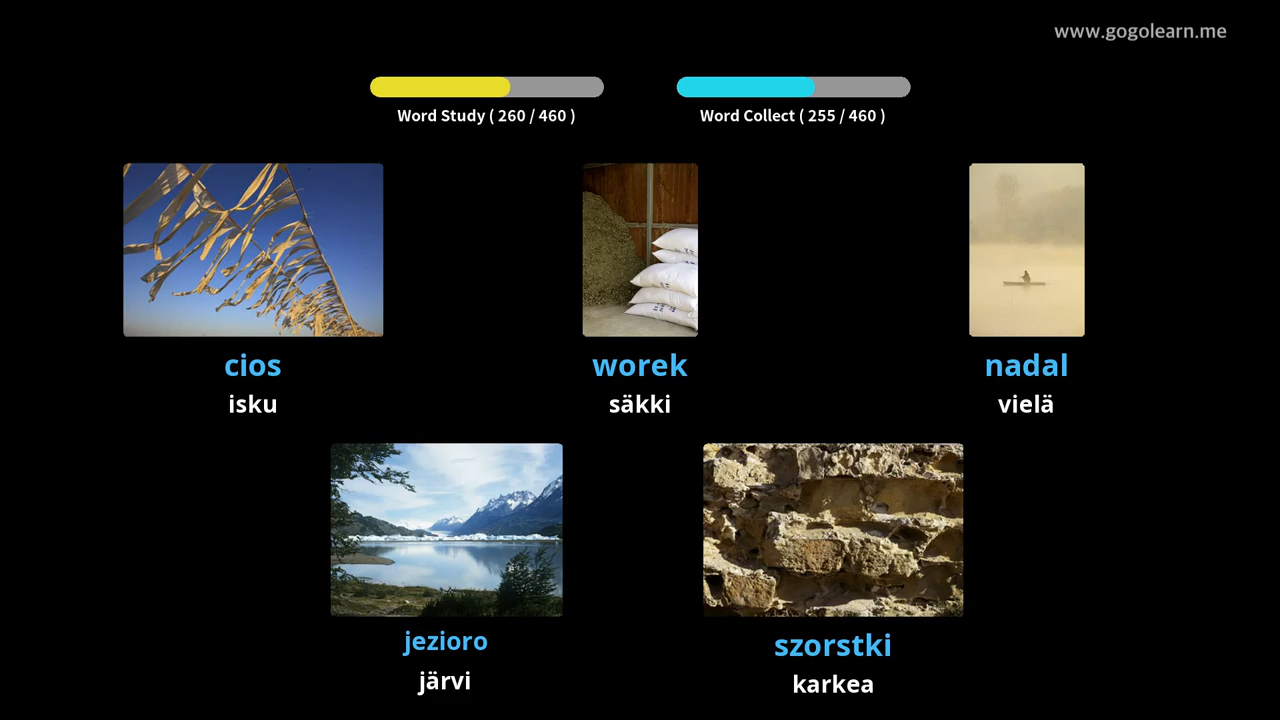 www.gogolearn.me
Word Study ( 260 / 460 )
Word Collect ( 255 / 460 )
cios
isku
worek
säkki
nadal
vielä
jezioro
järvi
szorstki
karkea